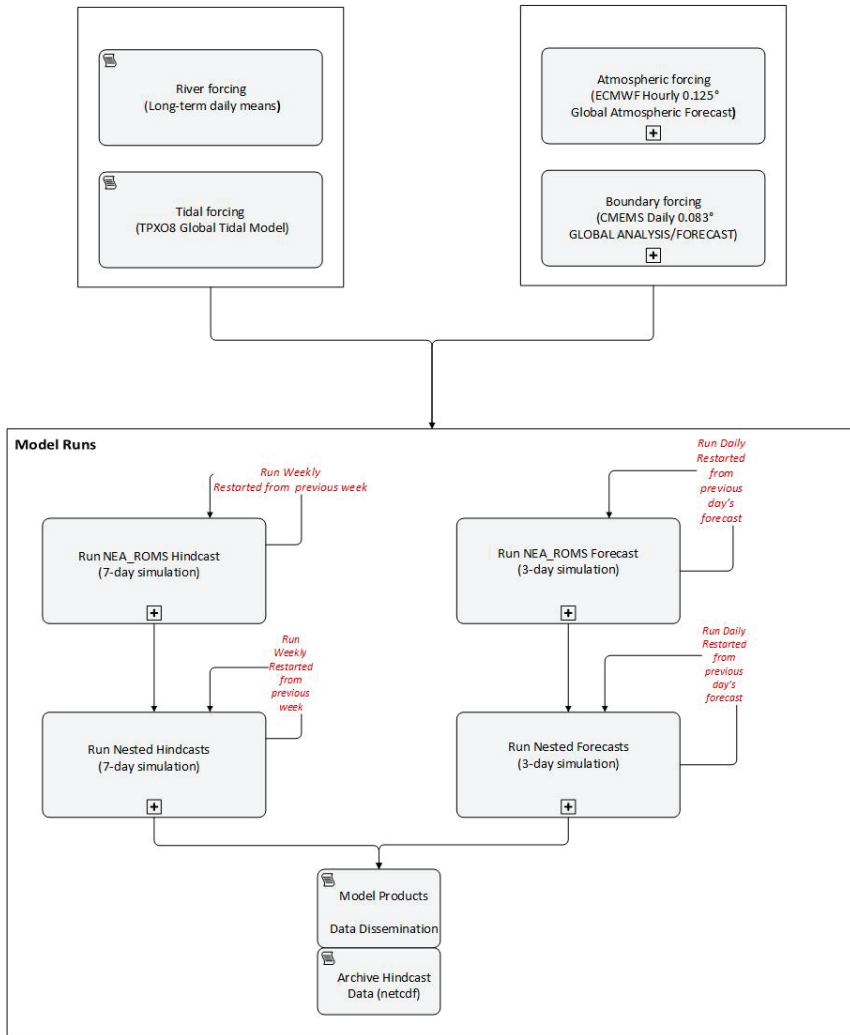 River forcing
(Long-term daily means)
Tidal forcing
(TPXO8 Global Tidal Model)
Atmospheric forcing
(ECMWF Hourly 0.125°
Global Atmospheric Forecast)
Boundary forcing
(CMEMS Daily 0.083°
GLOBAL ANALYSIS/FORECAST)
Model Runs
Run Weekly
Restarted from previous week
Run NEA_ROMS Hindcast
(7-day simulation)
Run
Weekly
Restarted
from
previous
week
Run Nested Hindcasts
(7-day simulation)
Run Daily
Restarted
from
previous
day's
forecast
Run NEA_ROMS Forecast
(3-day simulation)
Run Daily
Restarted
from
previous
day's
forecast
Run Nested Forecasts
(3-day simulation)
Model Products
Data Dissemination
Archive Hindcast
Data (netcdf)